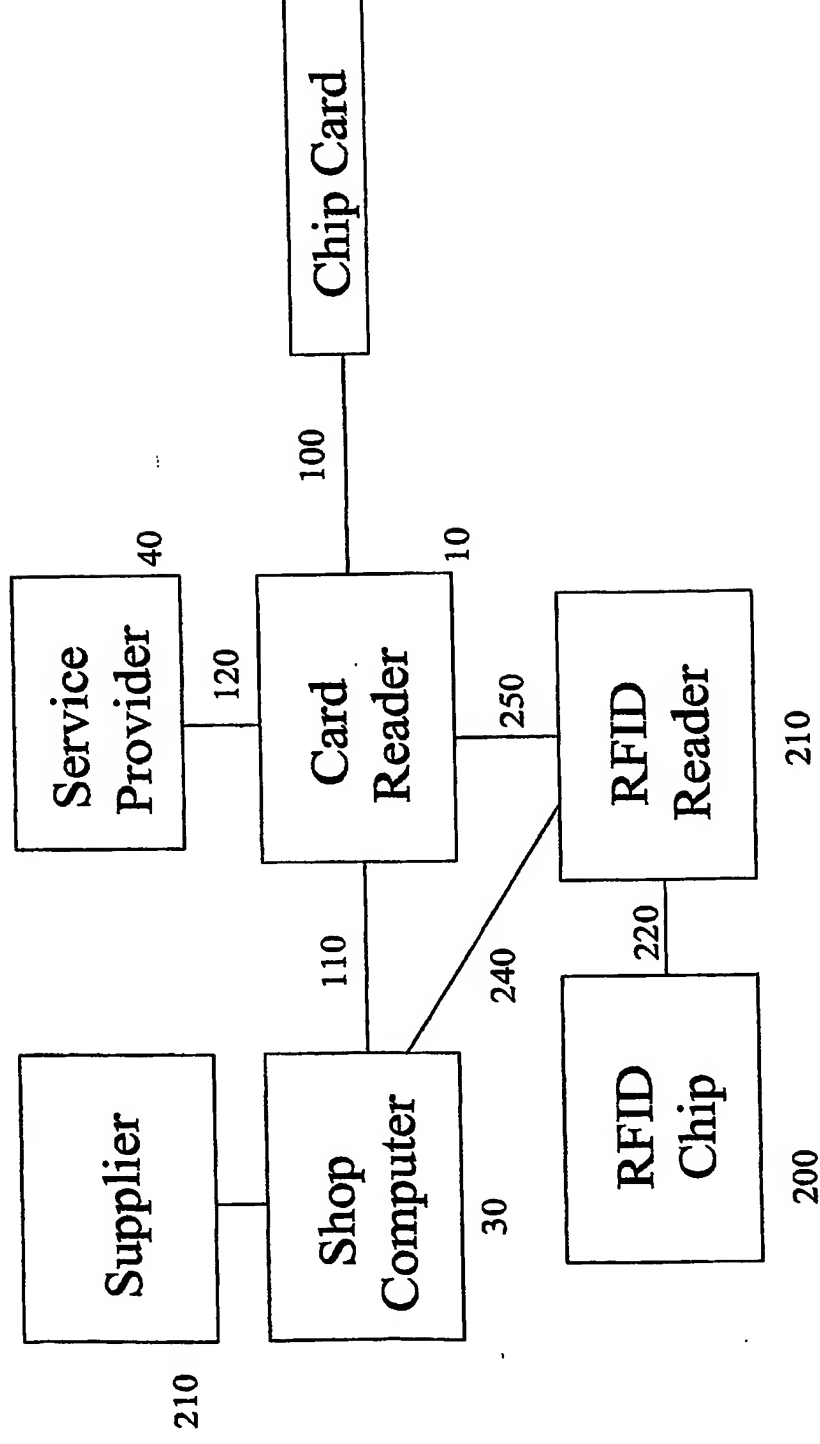 Supplier
210
Service
Provider
40
120
Shop
Computer
30
110
Card
Reader
10
100
Chip Card
240
250
RFID
Chip
200
220
RFID
Reader
210